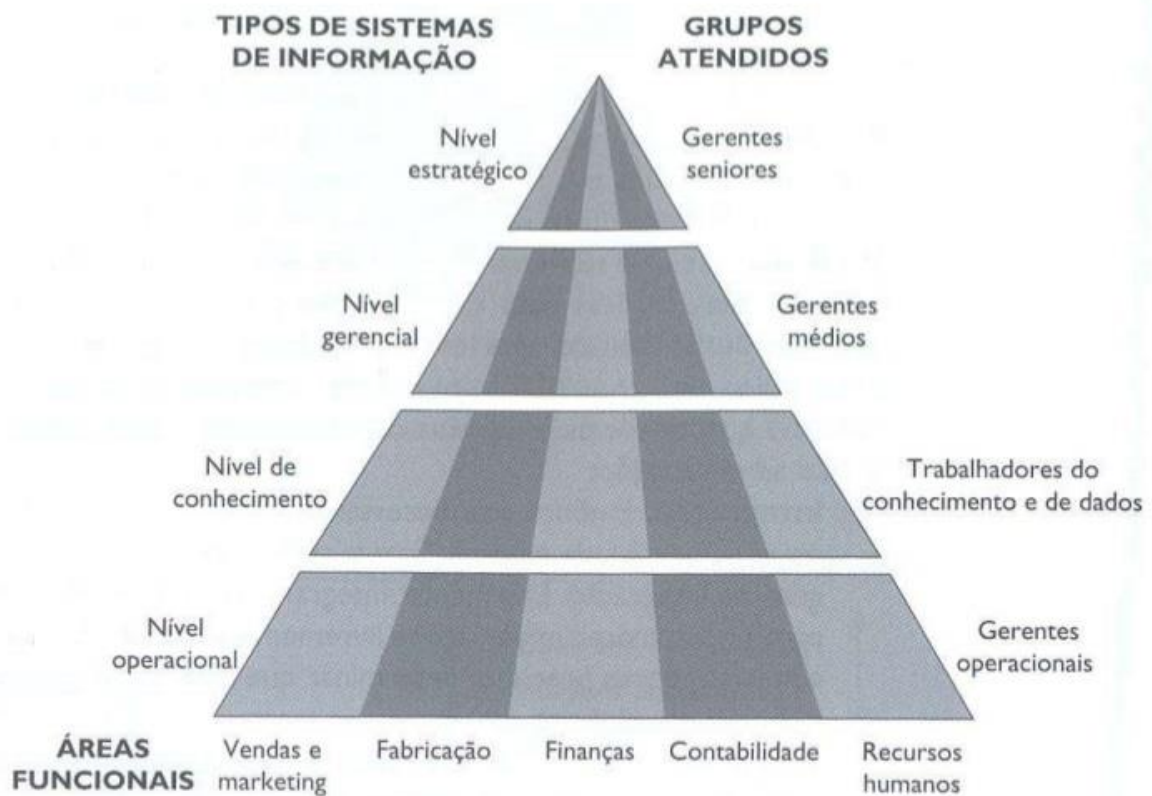 TIPOS DE SISTEMAS
DE INFORMAÇÃO
GRUPOS
ATENDIDOS
Nível
estratégico
Gerentes
seniores
Nível
gerencial
Gerentes
médios
Nível de
conhecimento
Trabalhadores do
conhecimento e de dados
Nível
operacional
Gerentes
operacionais
ÁREAS
FUNCIONAIS
Vendas e
marketing
Fabricação
Finanças
Contabilidade
Recursos
humanos